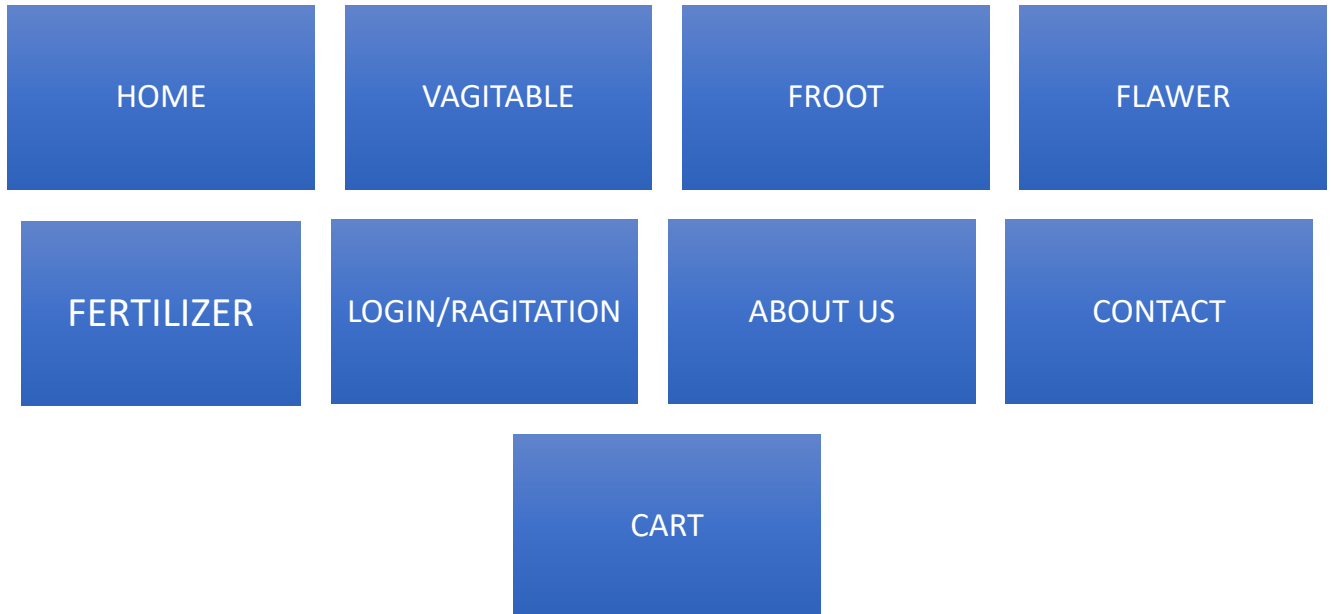 HOME
VAGITABLE
FROOT
FLAWER
FERTILIZER
LOGIN/RAGITATION
ABOUT US
CONTACT
CART